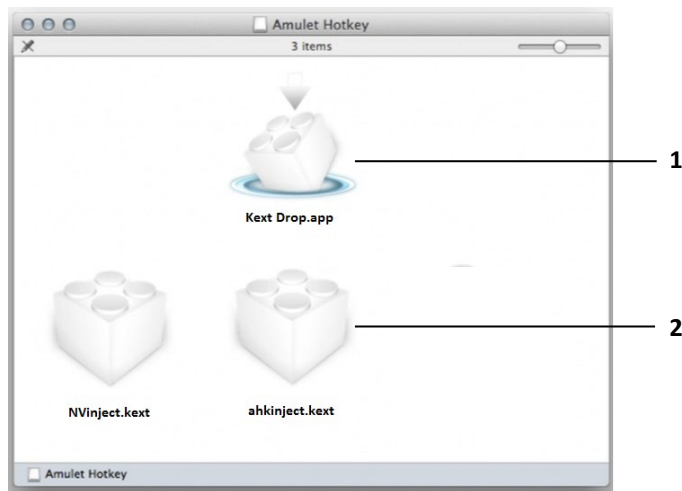 Amulet Hotkey
3 items
1
Kext Drop.app
2
NVinject.kext
ahkinject.kext
Amulet Hotkey